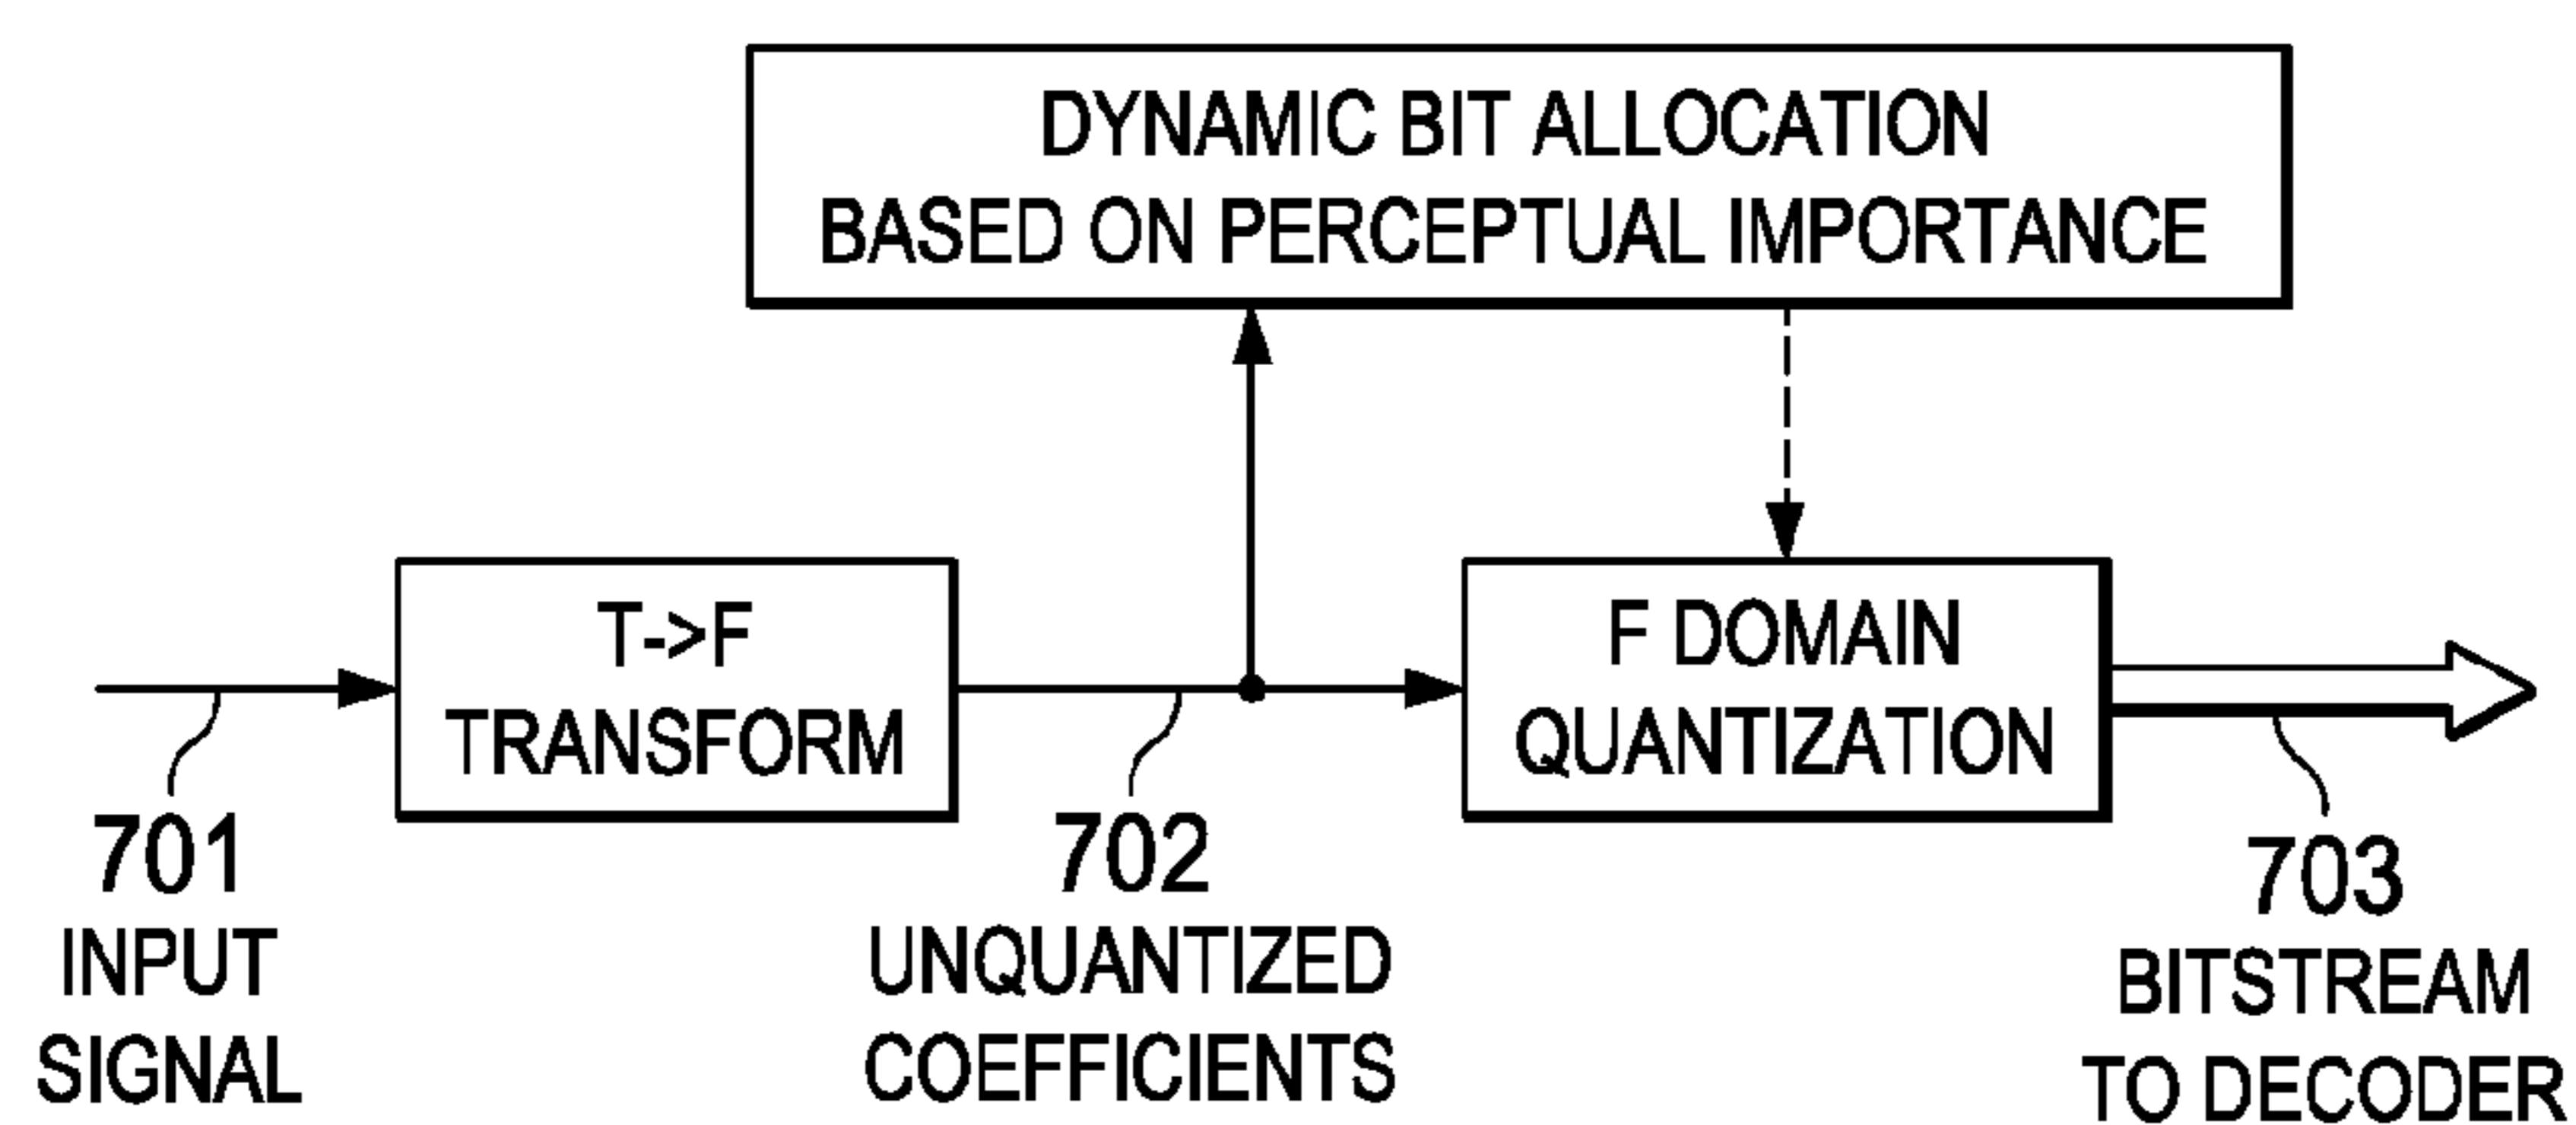 DYNAMIC BIT ALLOCATION
BASED ON PERCEPTUAL IMPORTANCE
T->F
TRANSFORM
F DOMAIN
QUANTIZATION
701
INPUT
SIGNAL
702
UNQUANTIZED
COEFFICIENTS
703
BITSTREAM
TO DECODER